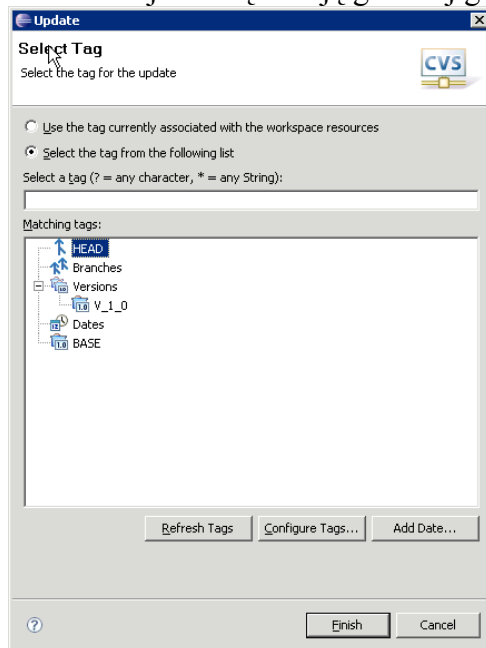 Update
Select Tag
Select the tag for the update
CVS
Use the tag currently associated with the workspace resources
Select the tag from the following list
Select a tag (? = any character, * = any String):
Matching tags:
HEAD
Branches
Versions
V_1_0
Dates
BASE
Refresh Tags Configure Tags... Add Date...
Finish Cancel